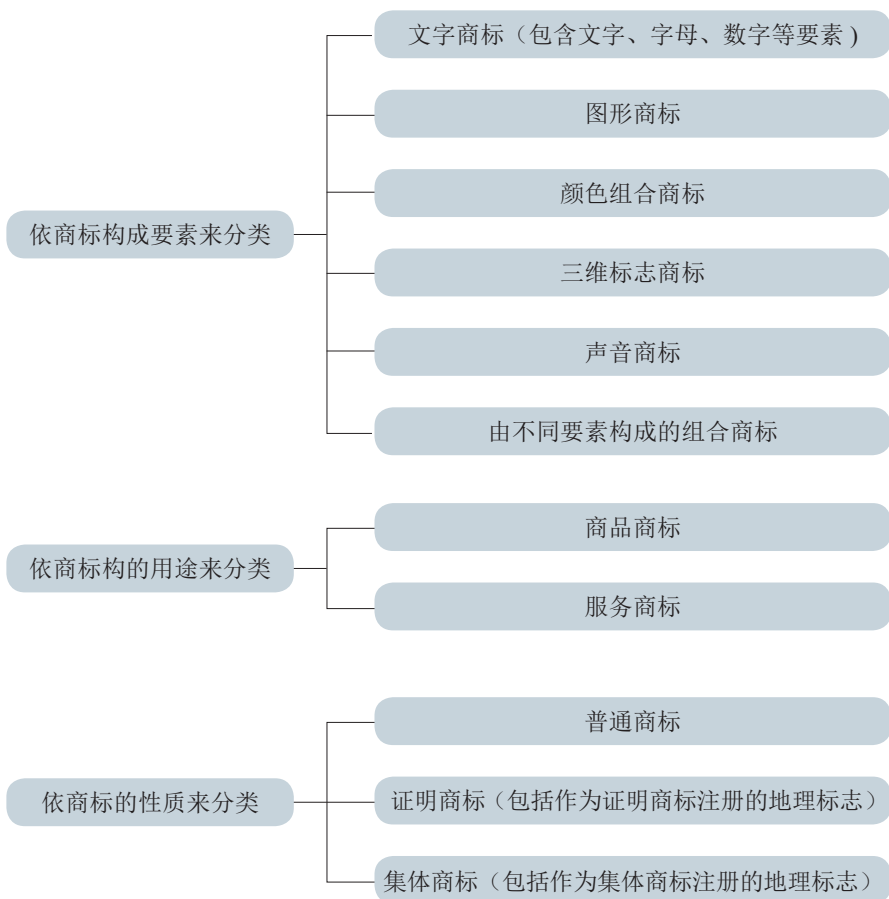 文字商标（包含文字、字母、数字等要素 )
图形商标
颜色组合商标
依商标构成要素来分类
三维标志商标
声音商标
由不同要素构成的组合商标
商品商标
依商标构的用途来分类
服务商标
普通商标
依商标的性质来分类
证明商标（包括作为证明商标注册的地理标志）
集体商标（包括作为集体商标注册的地理标志）